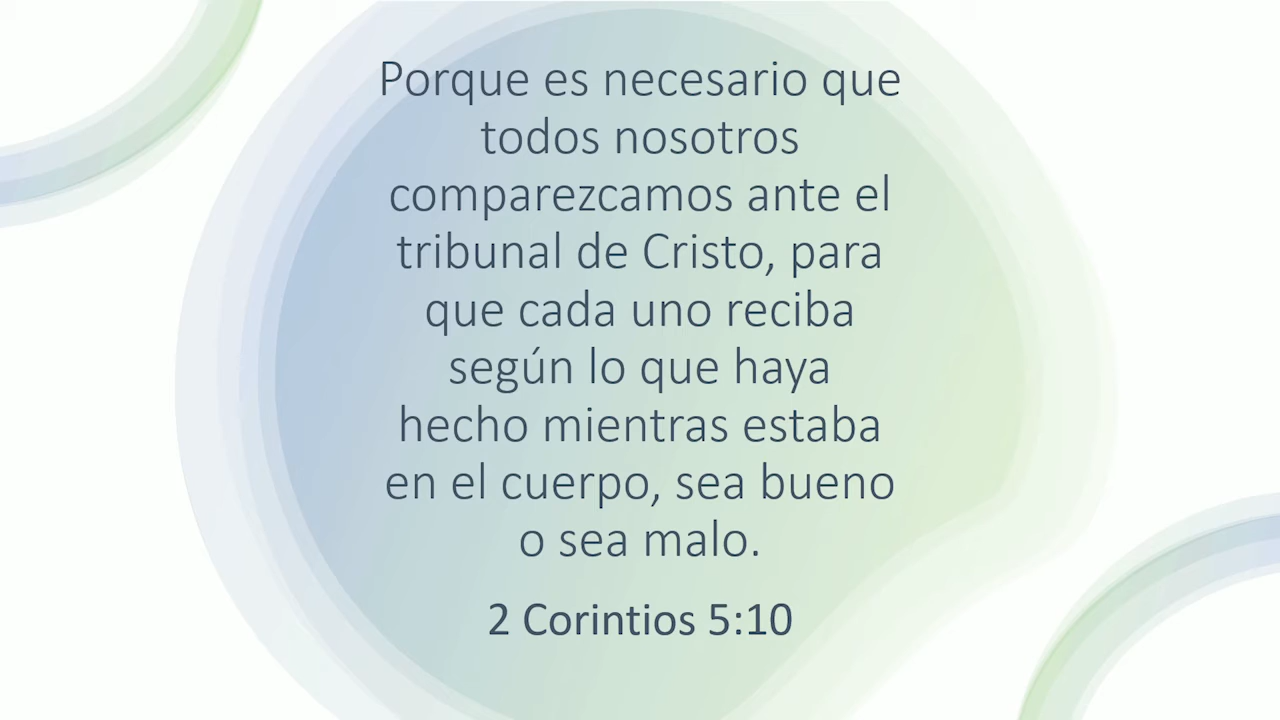 Porque es necesario que
todos nosotros
comparezcamos ante el
tribunal de Cristo, para
que cada uno reciba
según lo que haya
hecho mientras estaba
en el cuerpo, sea bueno
o sea malo.
2 Corintios 5:10